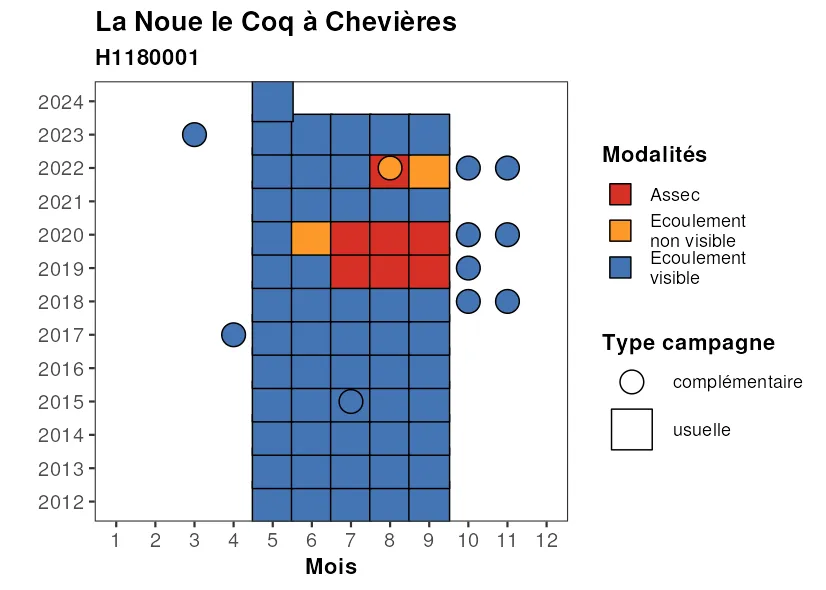 La Noue le Coq à Chevières
H1180001
2024
2023
2022
2021
2020
2019
2018
2017
2016
2015
2014
2013
2012
1 2 3 4 5 6 7 8 9 10 11 12
Mois
Modalités
Assec
Ecoulement
non visible
Ecoulement
visible
Type campagne
complémentaire
usuelle